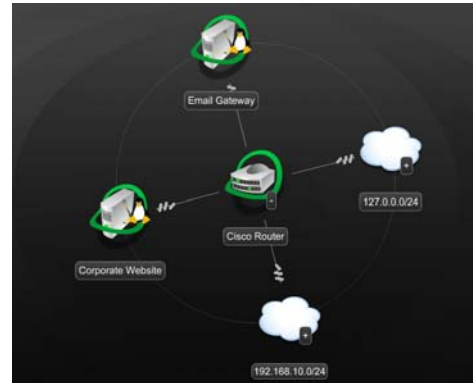 Email Gateway
127.0.0.0/24
Cisco Router
Corporate Website
192.168.10.0/24